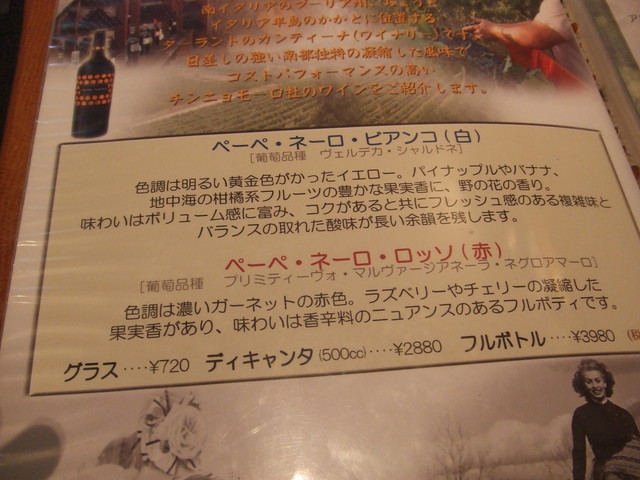 南イタリアのプーリア州、ちょうど
イタリア半島のかかとに位置する
ターラントのカンティーナ(ワイナリー)です。
日差しの強い南部独特の凝縮した風味で
コストパフォーマンスの高い
チンニョモーロ社のワインをご紹介します。
ペーペ・ネーロ・ビアンコ(白)
[葡萄品種 ヴェルデカ・シャルドネ]
色調は明るい黄金色がかったイエロー。パイナップルやバナナ、
地中海の柑橘系フルーツの豊かな果実香に、野の花の香り。
味わいはボリューム感に富み、コクがあると共にフレッシュ感のある複雑味と
バランスの取れた酸味が長い余韻を残します。
ペーペ・ネーロ・ロッソ(赤)
[葡萄品種 プリミティーヴォ・マルヴァージアネーラ・ネグロアマーロ]
色調は濃いガーネットの赤色。ラズベリーやチェリーの凝縮した
果実香があり、味わいは香辛料のニュアンスのあるフルボディです。
グラス‥‥¥720 ディキャンタ(500cc)‥‥¥2880 フルボトル‥‥¥3980 (税